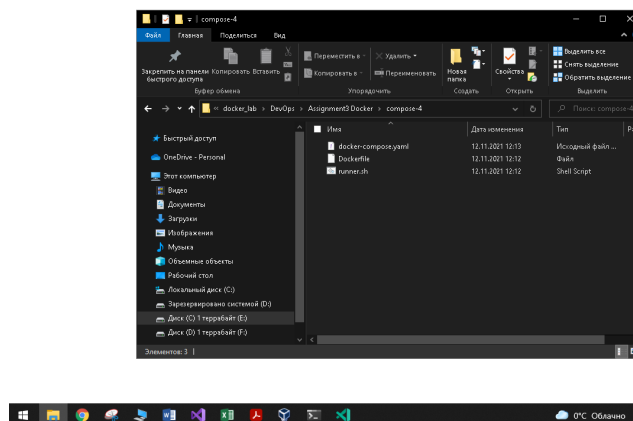 compose-4
Файл Главная Поделиться Вид
Закрепить на панели быстрого доступа
Копировать
Вставить
Переместить в
Копировать в
Удалить
Переименовать
Новая папка
Свойства
Выделить все
Снять выделение
Обратить выделение
Буфер обмена Упорядочить Создать Открыть Выделить
« docker_lab › DevOps › Assignment3 Docker › compose-4
Поиск: compose-4
Имя Дата изменения Тип
Быстрый доступ
OneDrive - Personal
Этот компьютер
Видео
Документы
Загрузки
Изображения
Музыка
Объемные объекты
Рабочий стол
Локальный диск (C:)
Зарезервировано системой (D:)
Диск (C) 1 террабайт (E:)
Диск (D) 1 террабайт (F:)
docker-compose.yaml 12.11.2021 12:13 Исходный файл ...
Dockerfile 12.11.2021 12:12 Файл
runner.sh 12.11.2021 12:12 Shell Script
Элементов: 3
0°C Облачно